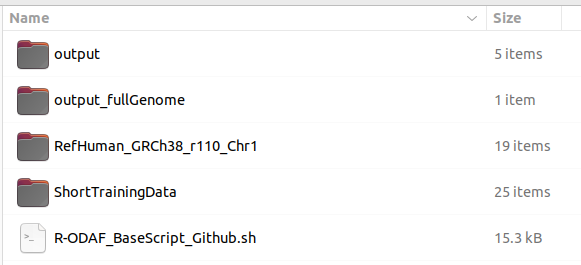 Name Size
output 5 items
output_fullGenome 1 item
RefHuman_GRCh38_r110_Chr1 19 items
ShortTrainingData 25 items
>_ R-ODAF_BaseScript_Github.sh 15.3 kB